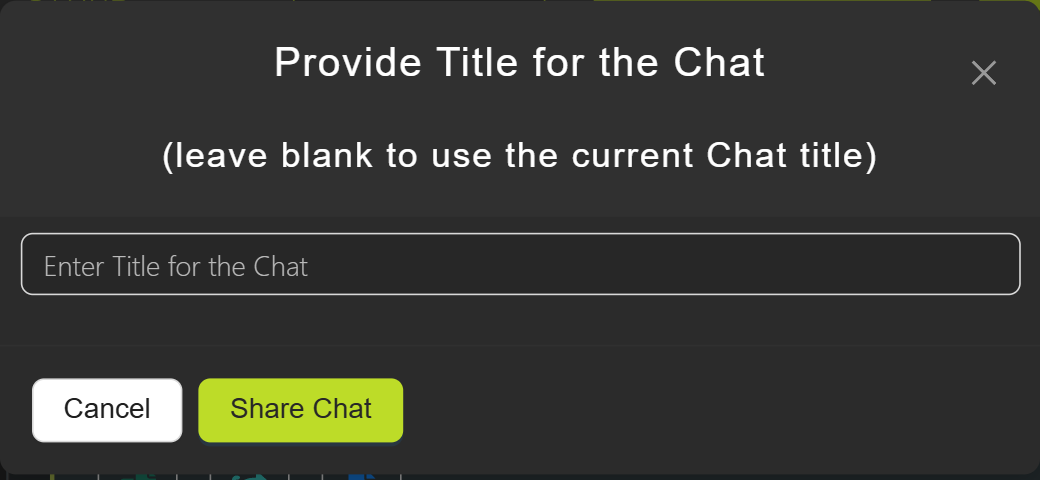 Provide Title for the Chat
(leave blank to use the current Chat title)
Enter Title for the Chat
Cancel
Share Chat